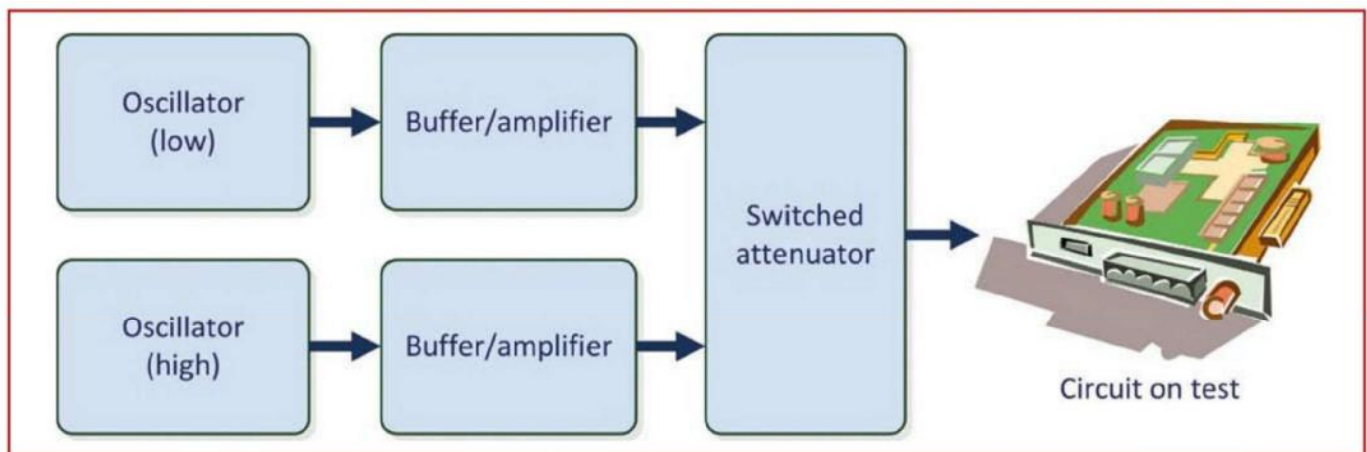 Oscillator
(low)
Buffer/amplifier
Switched
attenuator
Oscillator
(high)
Buffer/amplifier
Circuit on test